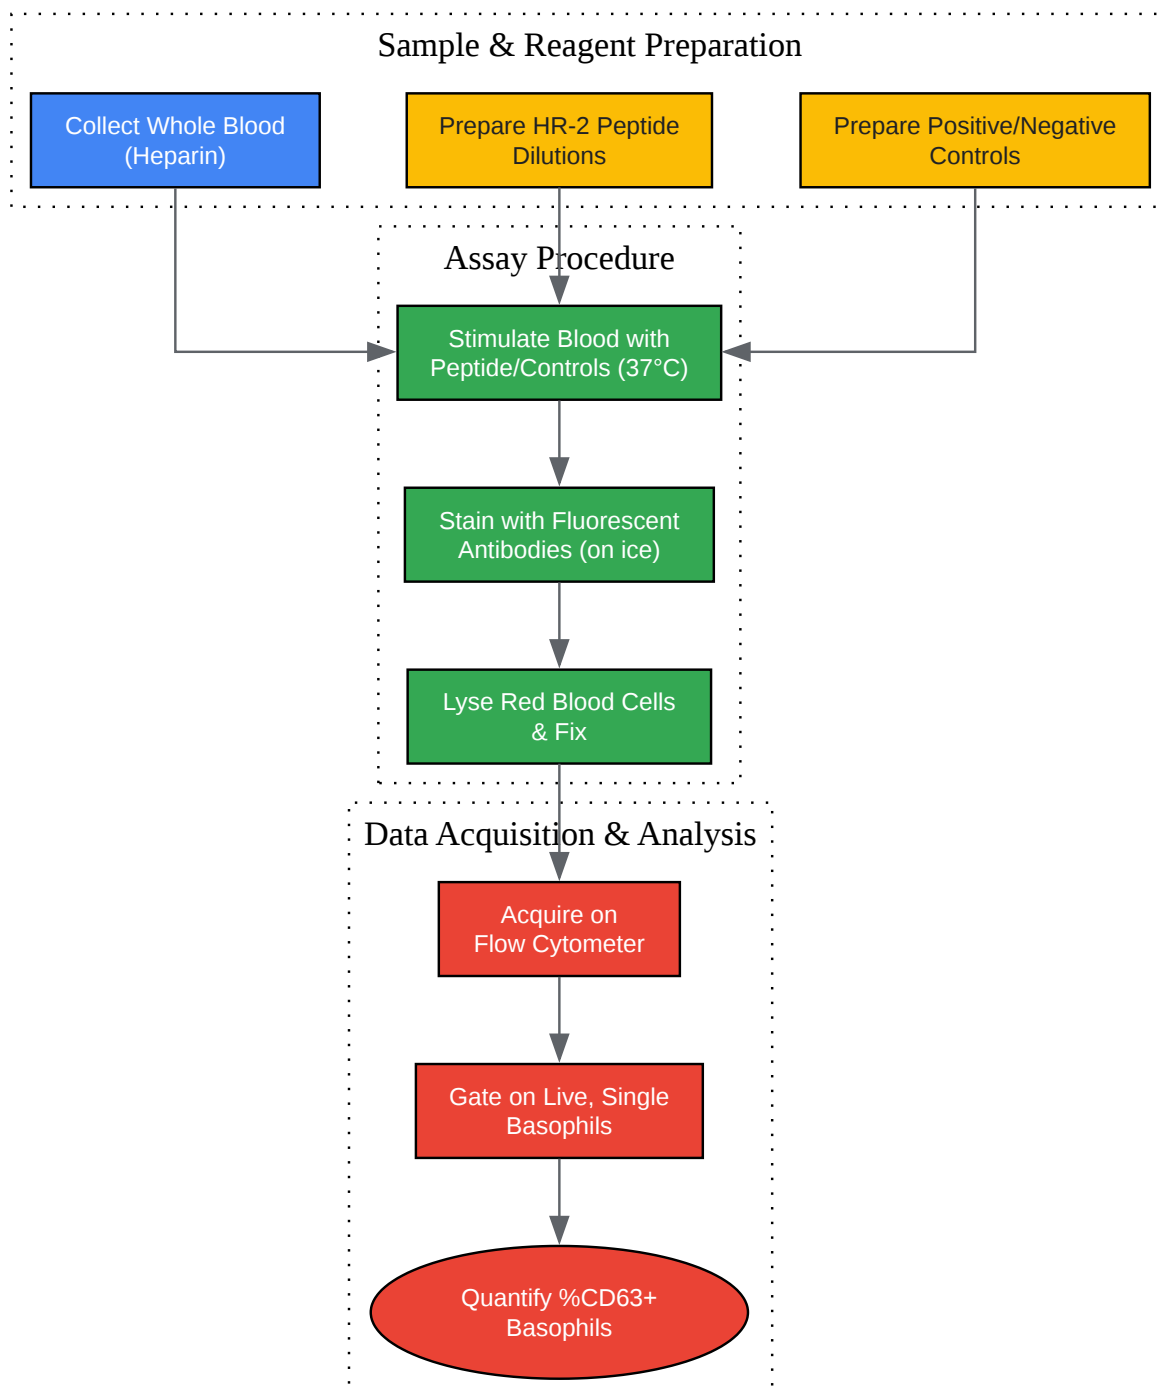 Sample & Reagent Preparation
Collect Whole Blood
(Heparin)
Prepare HR-2 Peptide
Dilutions
Prepare Positive/Negative
Controls
Assay Procedure
Stimulate Blood with
Peptide/Controls (37°C)
Stain with Fluorescent
Antibodies (on ice)
Lyse Red Blood Cells
& Fix
Data Acquisition & Analysis
Acquire on
Flow Cytometer
Gate on Live, Single
Basophils
Quantify %CD63+
Basophils